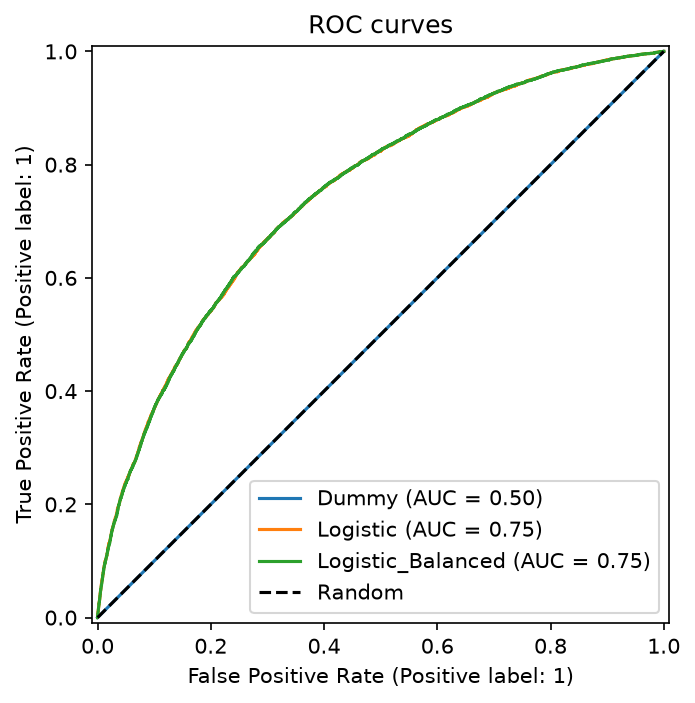 ROC curves
True Positive Rate (Positive label: 1)
1.0
0.8
0.6
0.4
0.2
0.0
Dummy (AUC = 0.50)
Logistic (AUC = 0.75)
Logistic_Balanced (AUC = 0.75)
Random
0.0 0.2 0.4 0.6 0.8 1.0
False Positive Rate (Positive label: 1)